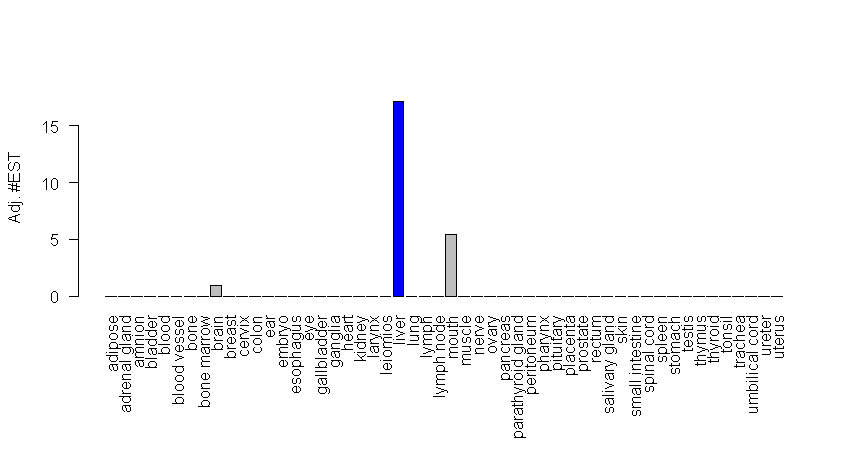 Adj. #EST
15
10
5
0
adipose
adrenal gland
amnion
bladder
blood
blood vessel
bone
bone marrow
brain
breast
cervix
colon
ear
embryo
esophagus
eye
gallbladder
ganglia
heart
kidney
larynx
leiomios
liver
lung
lymph
lymph node
mouth
muscle
nerve
ovary
pancreas
parathyroid gland
peritoneum
pharynx
pituitary
placenta
prostate
rectum
salivary gland
skin
small intestine
spinal cord
spleen
stomach
testis
thymus
thyroid
tonsil
trachea
umbilical cord
ureter
uterus